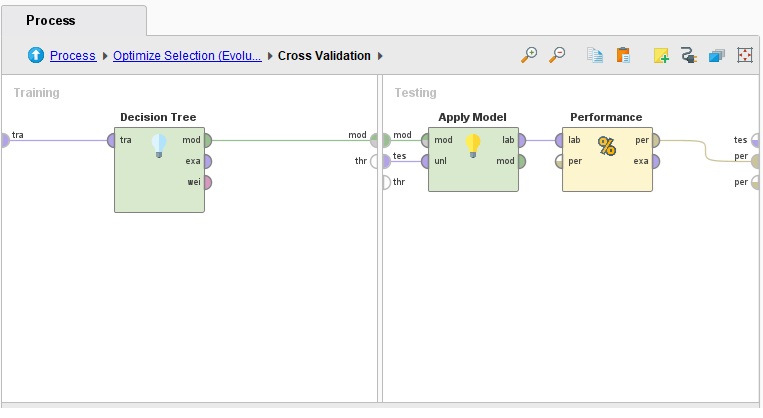 Process
Process Optimize Selection (Evolu... Cross Validation
Training
Testing
Decision Tree
Apply Model
Performance
tra
tra
mod
exa
wei
mod
thr
mod
tes
thr
mod
unl
lab
mod
lab
per
%
per
exa
tes
per
per